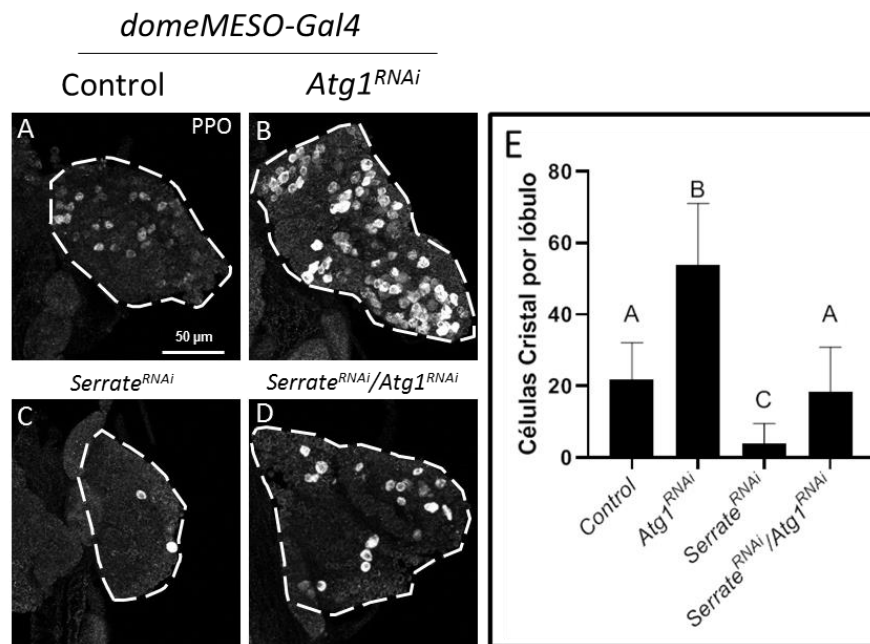 domeMESO-Gal4
Control
Atg1RNAi
A
PPO
B
50 µm
SerrateRNAi
SerrateRNAi/Atg1RNAi
C
D
E
Células Cristal por lóbulo
80
60
40
20
0
A
B
C
A
Control
Atg1RNAi
SerrateRNAi
SerrateRNAi/Atg1RNAi